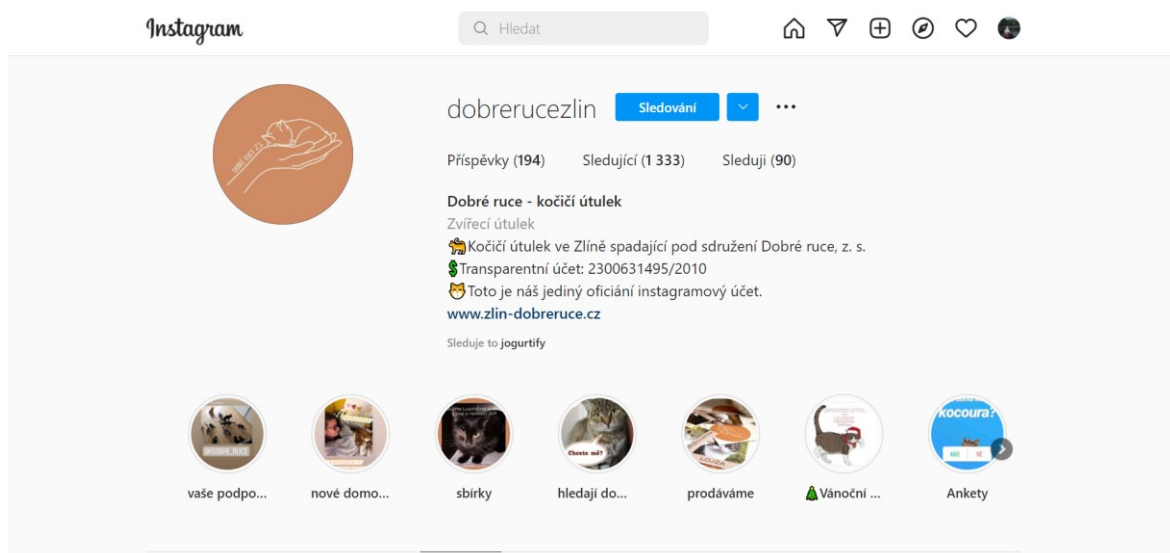 Instagram
Hledat
dobrerucezlin Sledování
Příspěvky (194) Sledující (1 333) Sleduji (90)
Dobré ruce - kočičí útulek
Zvířecí útulek
Kočičí útulek ve Zlíně spadající pod sdružení Dobré ruce, z. s.
Transparentní účet: 2300631495/2010
Toto je náš jediný oficiání instagramový účet.
www.zlin-dobreruce.cz
Sleduje to jogurtify
kocoura?
Chcete mě?
ANO NE
vaše podpo... nové domo... sbírky hledají do... prodáváme Vánoční ... Ankety